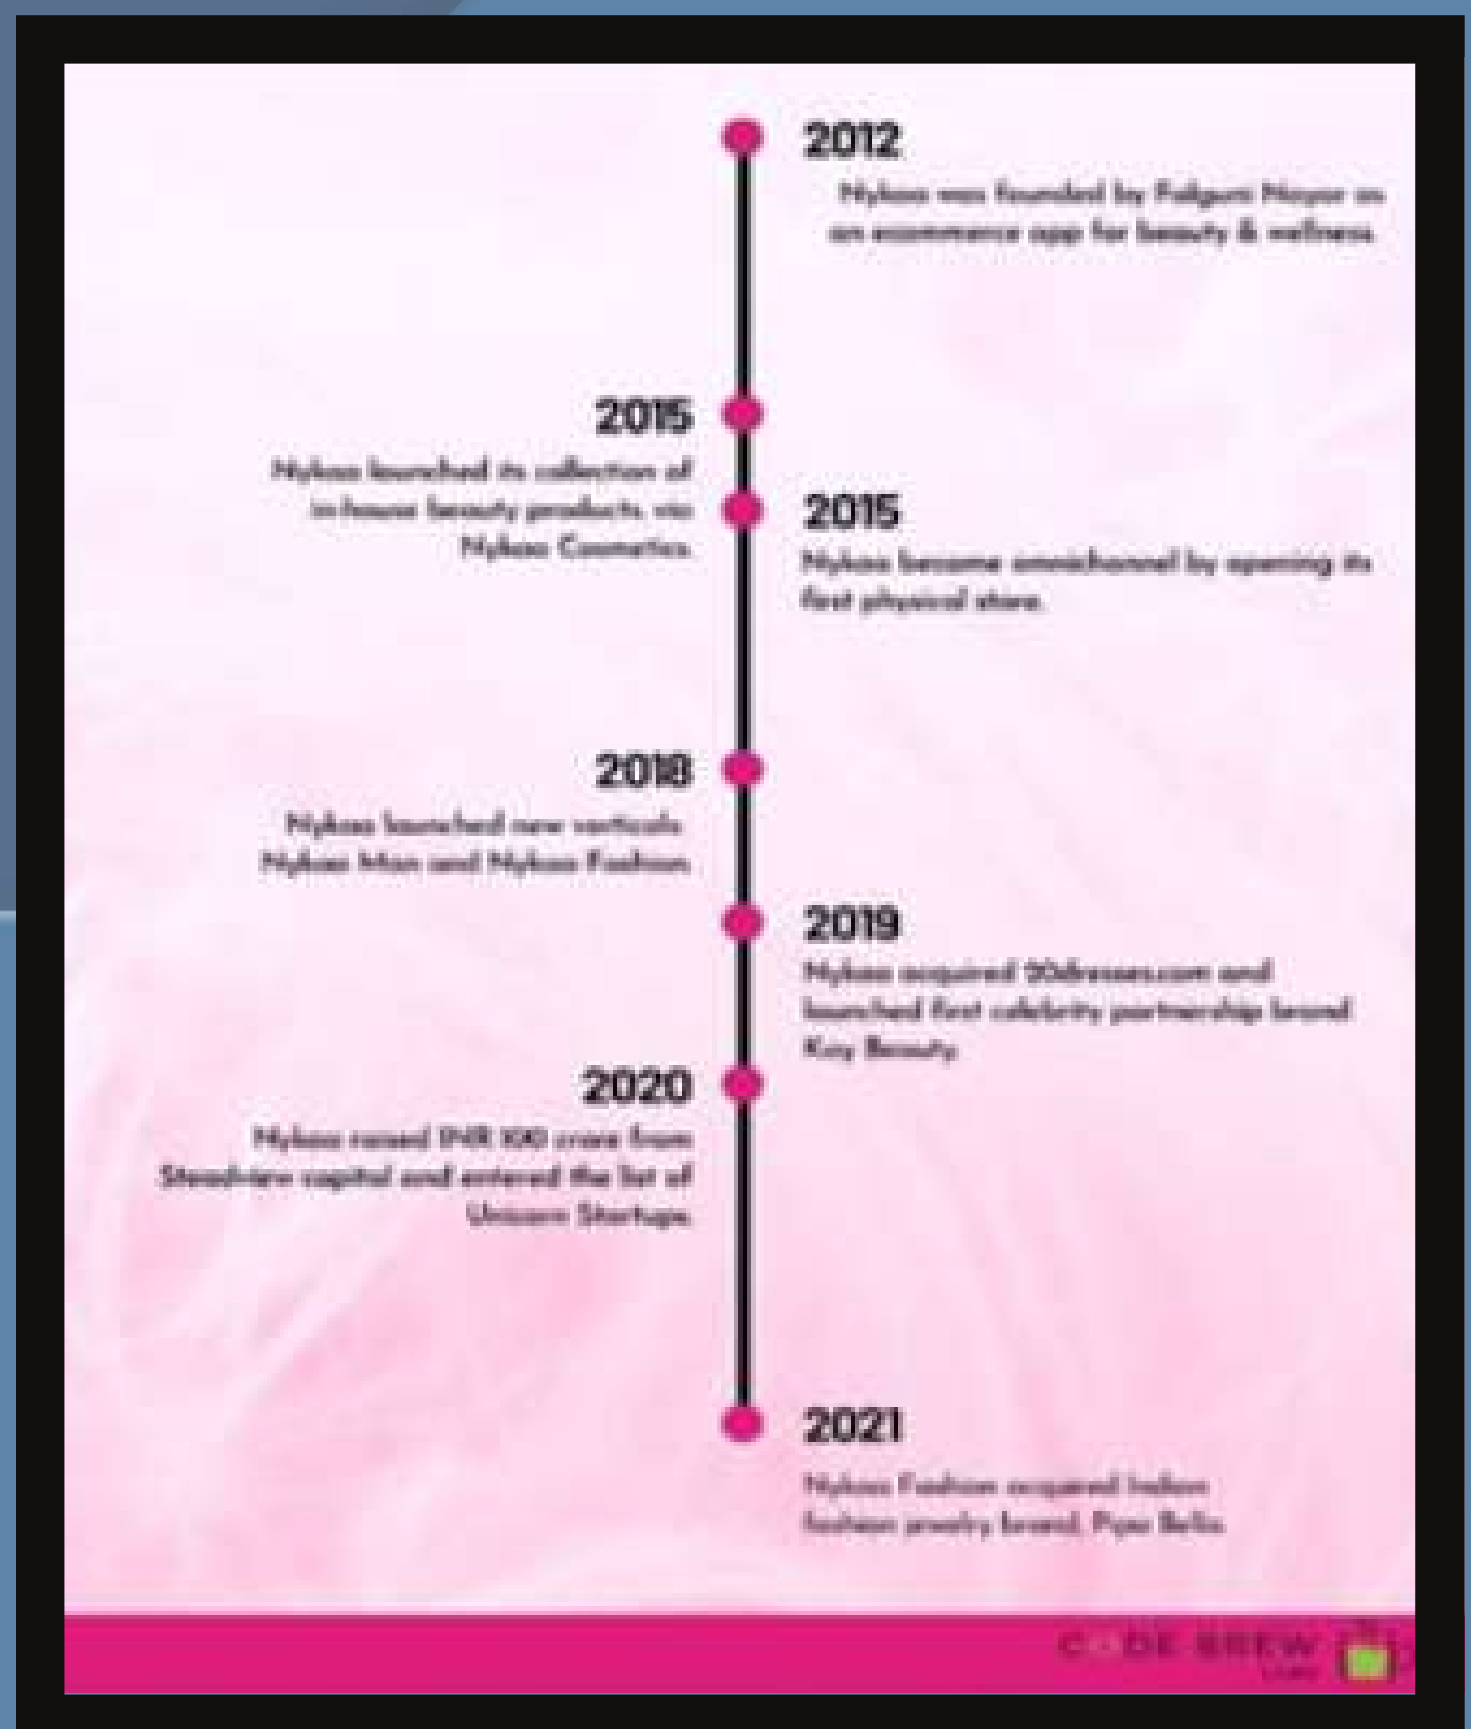 2012
Nykaa was founded by Falguni Nayar as
an ecommerce app for beauty & wellness.
2015
Nykaa launched its collection of
in-house beauty products, via
Nykaa Cosmetics.
2015
Nykaa became omnichannel by opening its
first physical store.
2018
Nykaa launched new verticals
Nykaa Man and Nykaa Fashion.
2019
Nykaa acquired 20dresses.com and
launched first celebrity partnership brand
Kay Beauty.
2020
Nykaa raised INR 100 crore from
Steadview capital and entered the list of
Unicorn Startups.
2021
Nykaa Fashion acquired Indian
fashion jewelry brand, Pipa Bella.
CODE BREW
LABS